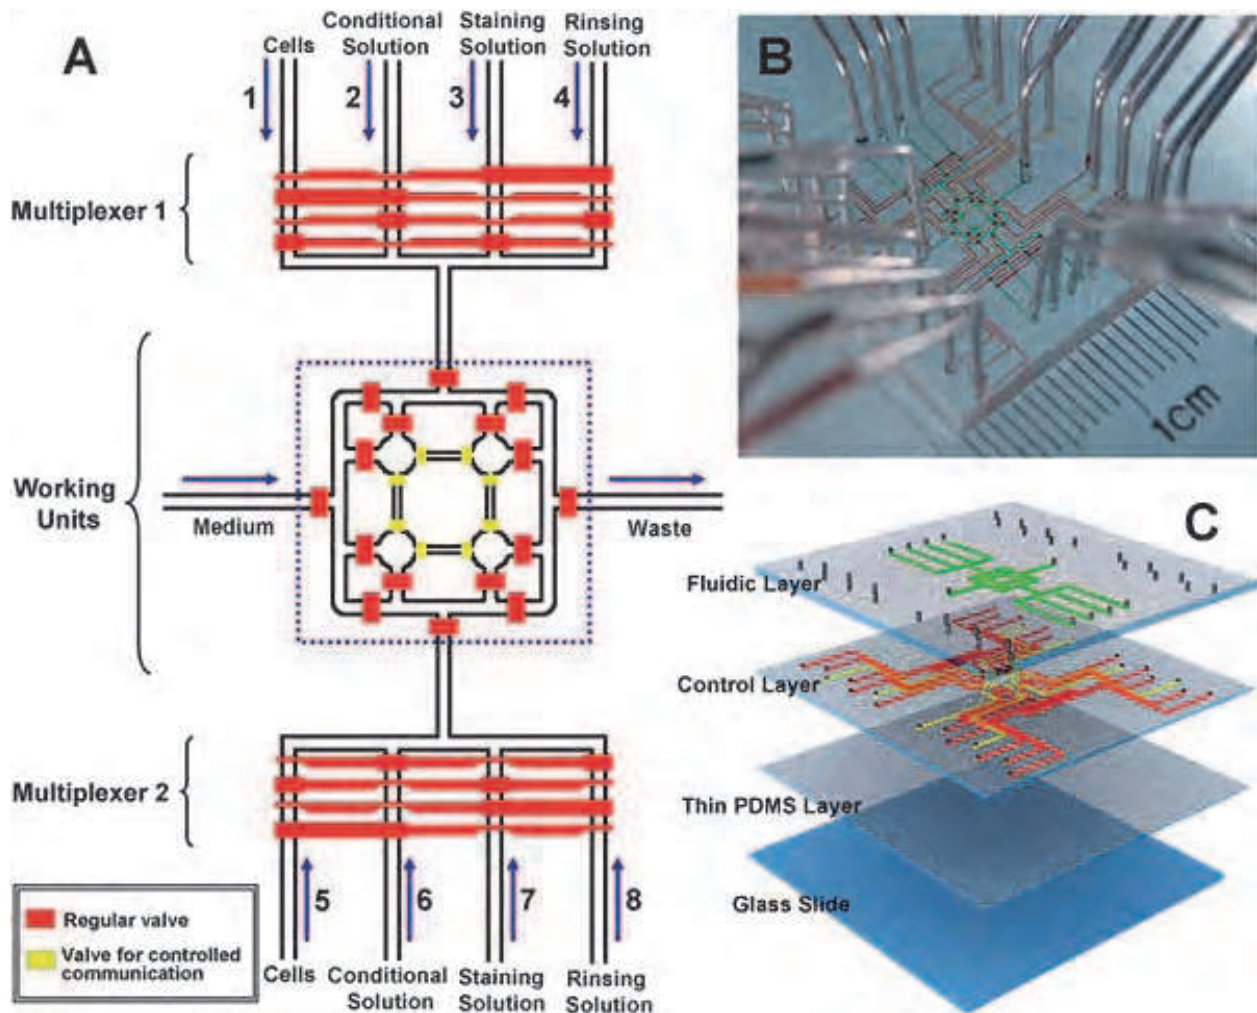 A
Cells
Conditional
Solution
Staining
Solution
Rinsing
Solution
1
2
3
4
Multiplexer 1
Working
Units
Medium
Waste
Multiplexer 2
5
6
7
8
Cells
Conditional
Solution
Staining
Solution
Rinsing
Solution
Regular valve
Valve for controlled
communication
B
1cm
C
Fluidic Layer
Control Layer
Thin PDMS Layer
Glass Slide